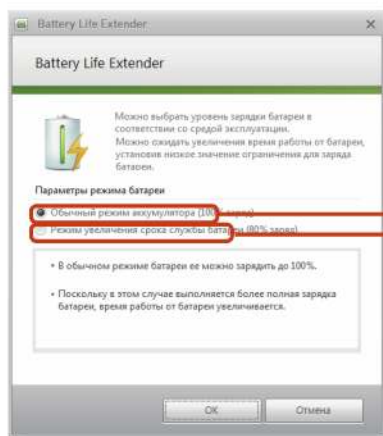 Battery Life Extender
Battery Life Extender
Можно выбрать уровень зарядки батареи в
соответствии со средой эксплуатации.
Можно ожидать увеличения время работы от батареи,
установив низкое значение ограничения для заряда
батареи.
Параметры режима батареи
Обычный режим аккумулятора (100% заряд)
Режим увеличения срока службы батареи (80% заряд)
• В обычном режиме батареи ее можно зарядить до 100%.
• Поскольку в этом случае выполняется более полная зарядка
батареи, время работы от батареи увеличивается.
OK
Отмена